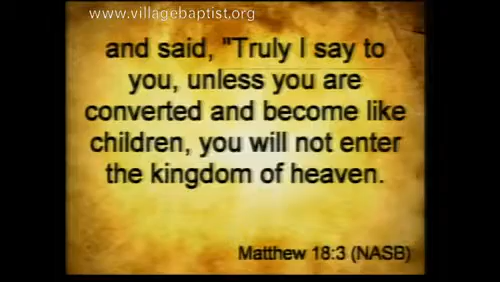 www.villagebaptist.org
and said, "Truly I say to
you, unless you are
converted and become like
children, you will not enter
the kingdom of heaven.
Matthew 18:3 (NASB)